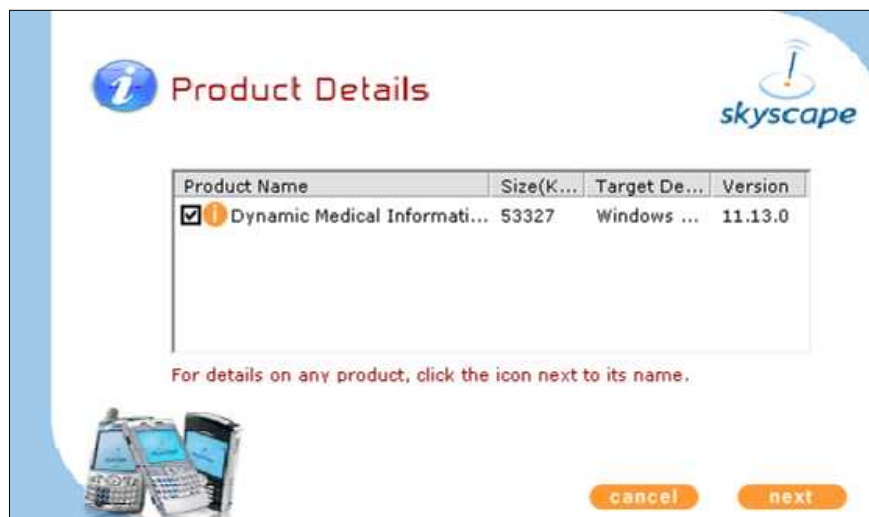 Product Details
skyscape
Product Name Size(K... Target De... Version
Dynamic Medical Informati... 53327 Windows ... 11.13.0
For details on any product, click the icon next to its name.
cancel next